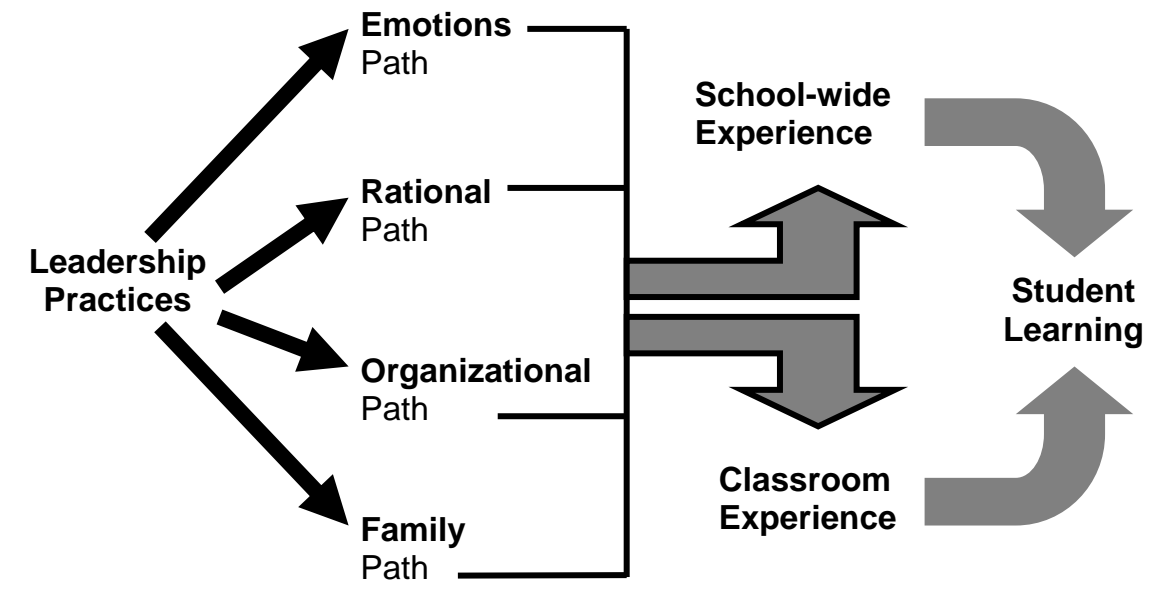 Emotions
Path
Rational
Path
Leadership
Practices
Organizational
Path
Family
Path
School-wide
Experience
Classroom
Experience
Student
Learning